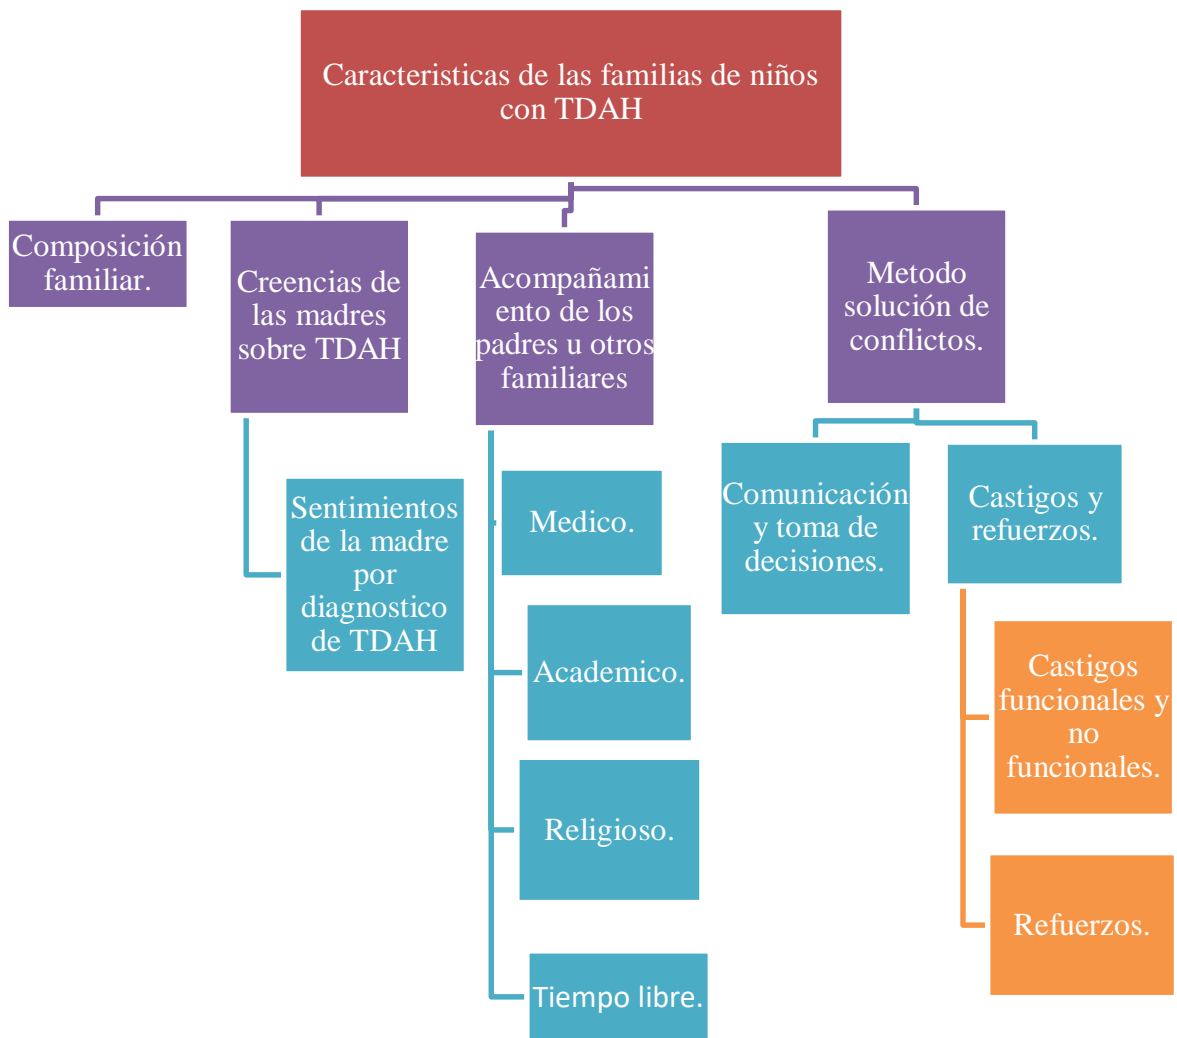 Caracteristicas de las familias de niños
con TDAH
Composición
familiar.
Creencias de
las madres
sobre TDAH
Sentimientos
de la madre
por
diagnostico
de TDAH
Acompañami
ento de los
padres u otros
familiares
Medico.
Academico.
Religioso.
Tiempo libre.
Metodo
solución de
conflictos.
Comunicación
y toma de
decisiones.
Castigos y
refuerzos.
Castigos
funcionales y
no
funcionales.
Refuerzos.